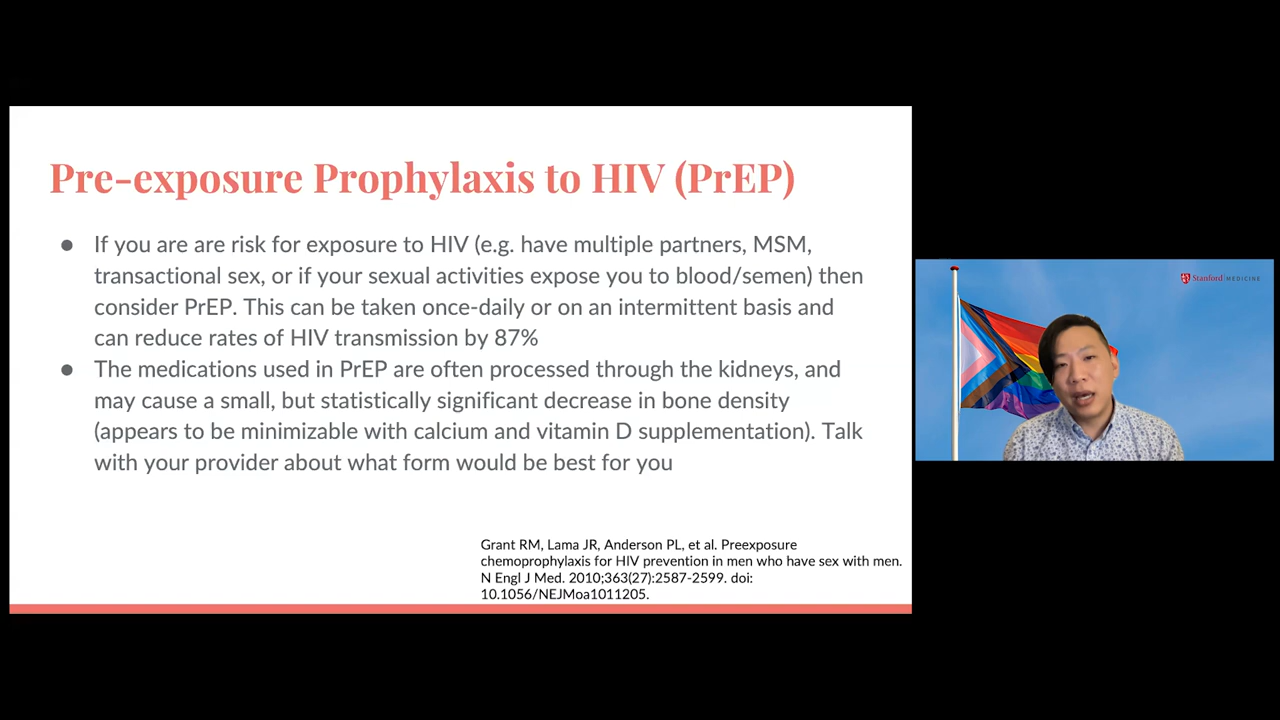 Pre-exposure Prophylaxis to HIV (PrEP)
● If you are are risk for exposure to HIV (e.g. have multiple partners, MSM,
transactional sex, or if your sexual activities expose you to blood/semen) then
consider PrEP. This can be taken once-daily or on an intermittent basis and
can reduce rates of HIV transmission by 87%
● The medications used in PrEP are often processed through the kidneys, and
may cause a small, but statistically significant decrease in bone density
(appears to be minimizable with calcium and vitamin D supplementation). Talk
with your provider about what form would be best for you
Grant RM, Lama JR, Anderson PL, et al. Preexposure
chemoprophylaxis for HIV prevention in men who have sex with men.
N Engl J Med. 2010;363(27):2587-2599. doi:
10.1056/NEJMoa1011205.
Stanford MEDICINE